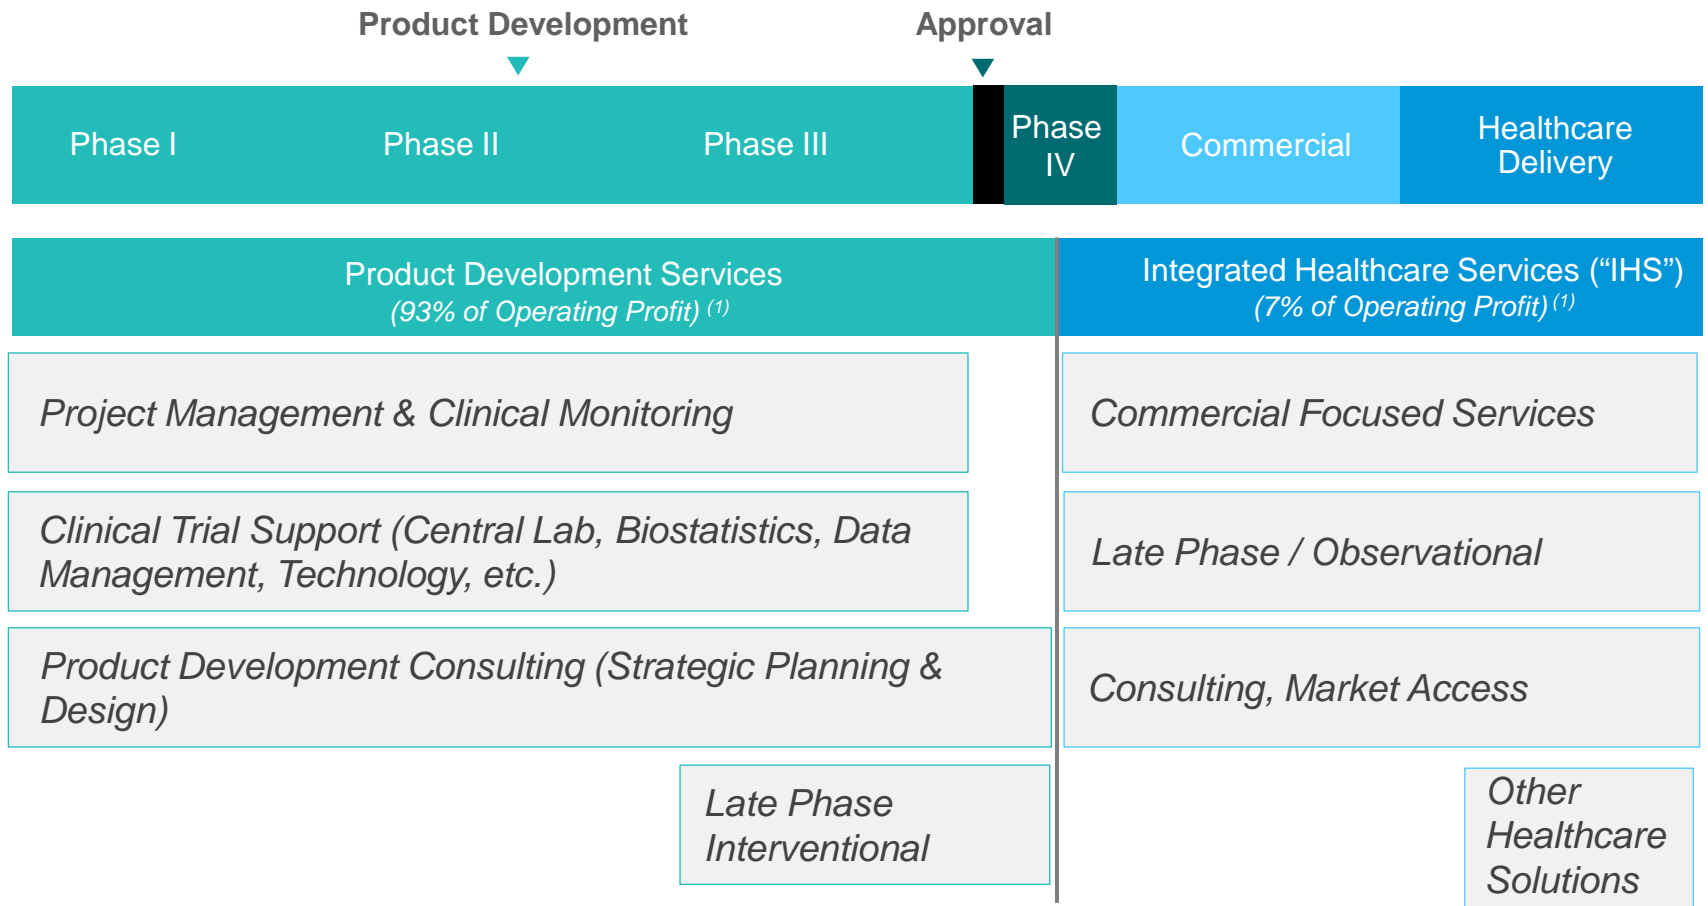 Product Development
Approval
Phase I
Phase II
Phase III
Phase
IV
Commercial
Healthcare
Delivery
Product Development Services
(93% of Operating Profit) (1)
Integrated Healthcare Services (“IHS”)
(7% of Operating Profit) (1)
Project Management & Clinical Monitoring
Commercial Focused Services
Clinical Trial Support (Central Lab, Biostatistics, Data
Management, Technology, etc.)
Late Phase / Observational
Product Development Consulting (Strategic Planning &
Design)
Consulting, Market Access
Late Phase
Interventional
Other
Healthcare
Solutions